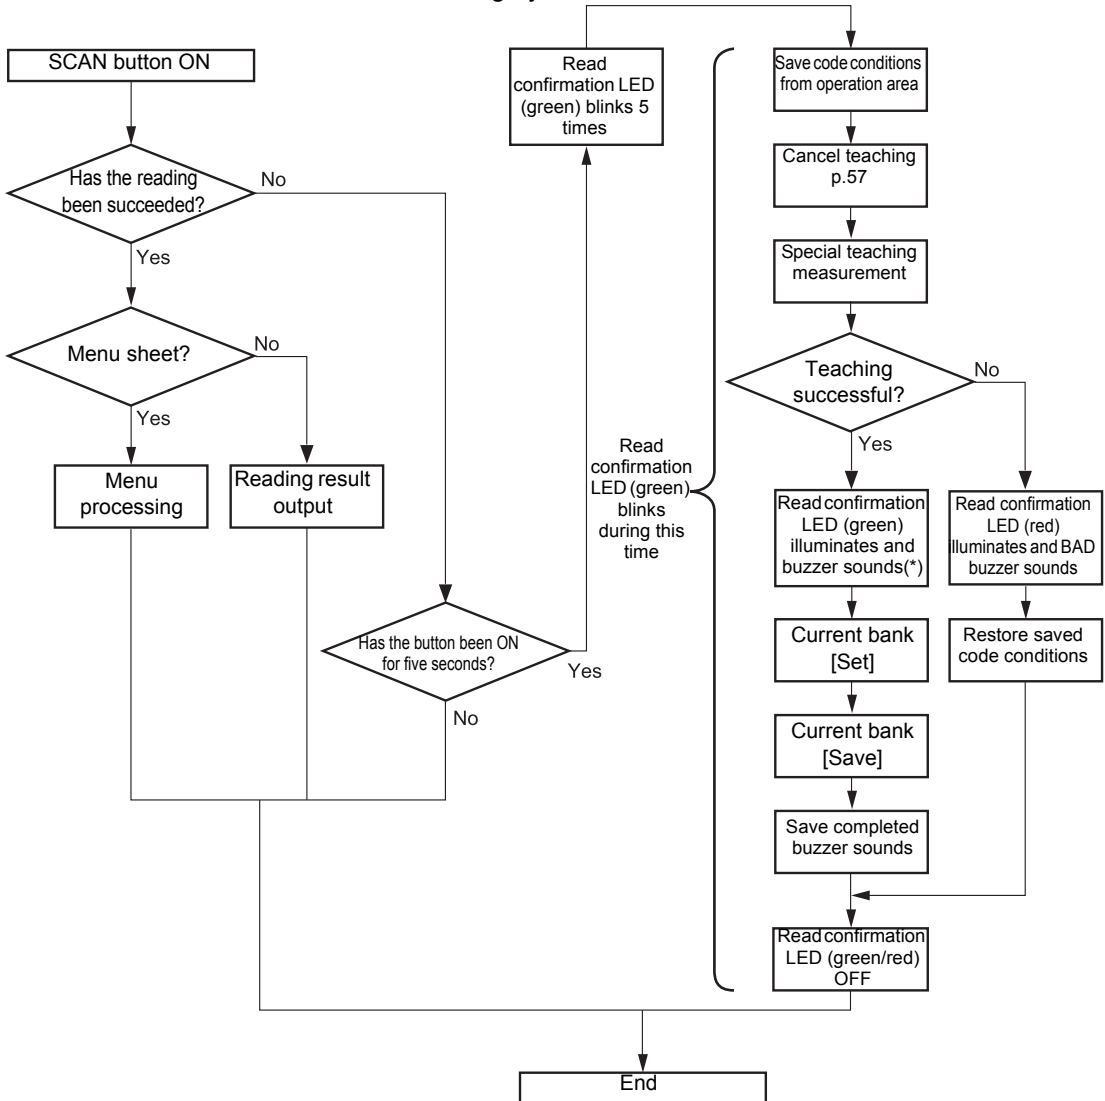 SCAN button ON
Has the reading
been succeeded?
No
Yes
Menu sheet?
No
Yes
Menu
processing
Reading result
output
Has the button been ON
for five seconds?
Yes
No
Read
confirmation LED
(green) blinks 5
times
Read
confirmation
LED (green)
blinks
during this
time
Save code conditions
from operation area
Cancel teaching
p.57
Special teaching
measurement
Teaching
successful?
No
Yes
Read confirmation
LED (green)
illuminates and
buzzer sounds(*)
Read confirmation
LED (red)
illuminates and BAD
buzzer sounds
Current bank
[Set]
Restore saved
code conditions
Current bank
[Save]
Save completed
buzzer sounds
Read confirmation
LED (green/red)
OFF
End